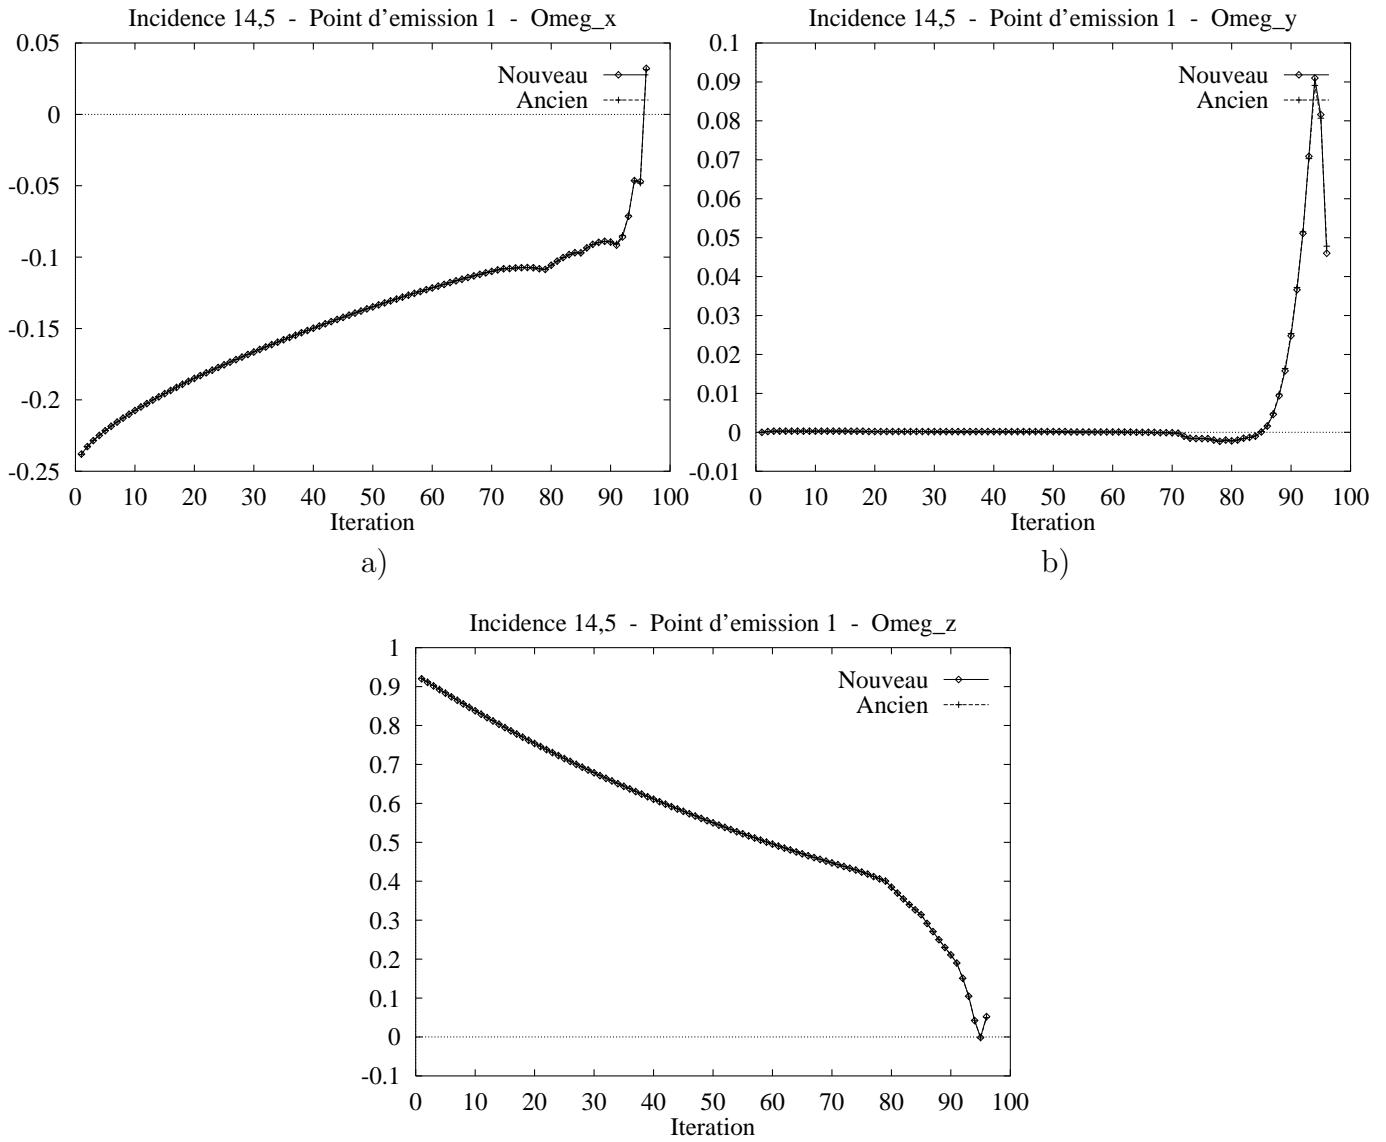 Incidence 14,5 - Point d'emission 1 - Omeg_x
0.05
0
-0.05
-0.1
-0.15
-0.2
-0.25
Nouveau
Ancien
0 10 20 30 40 50 60 70 80 90 100
Iteration
a)
Incidence 14,5 - Point d'emission 1 - Omeg_y
0.1
0.09
0.08
0.07
0.06
0.05
0.04
0.03
0.02
0.01
0
-0.01
Nouveau
Ancien
0 10 20 30 40 50 60 70 80 90 100
Iteration
b)
Incidence 14,5 - Point d'emission 1 - Omeg_z
1
0.9
0.8
0.7
0.6
0.5
0.4
0.3
0.2
0.1
0
-0.1
Nouveau
Ancien
0 10 20 30 40 50 60 70 80 90 100
Iteration